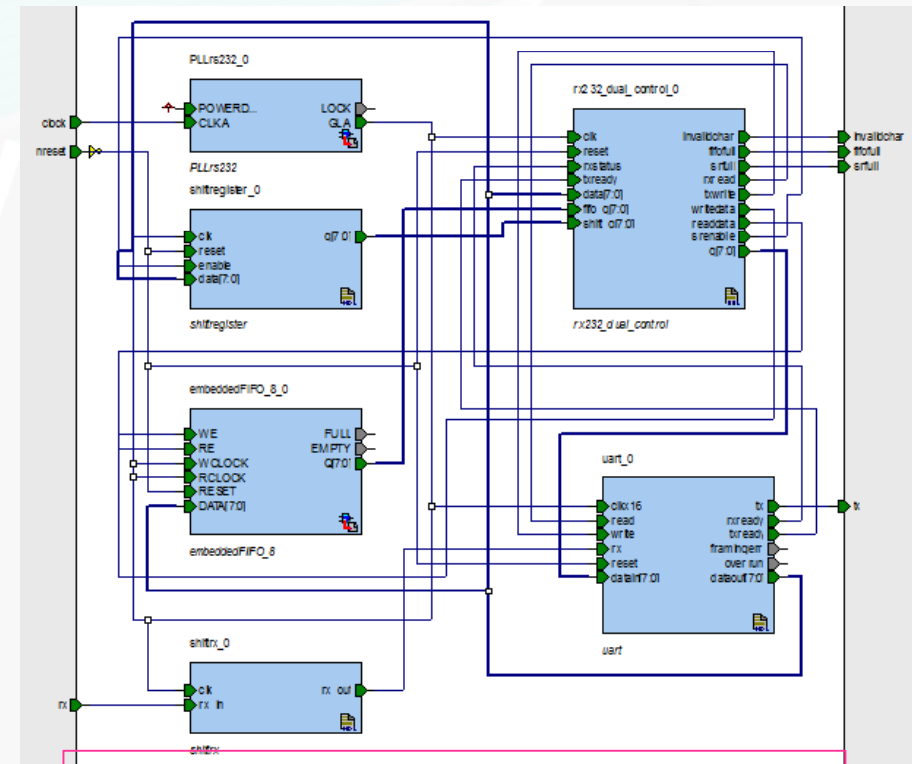 PLLrs232_0
POWERD...
CLKA
LOCK
GLA
PLLrs232
clock
nreset
shiftregister_0
clk
reset
enable
data[7:0]
q[7:0]
shiftregister
embeddedFIFO_8_0
WE
RE
WCLOCK
RCLOCK
RESET
DATA[7:0]
FULL
EMPTY
Q[7:0]
embeddedFIFO_8
shiftrx_0
clk
rx_in
rx_out
shiftrx
rx
rx232_dual_control_0
clk
reset
rxstatus
txready
data[7:0]
fifo_q[7:0]
shift_q[7:0]
invalidchar
fifofull
srfull
rxread
txwrite
writedata
readdata
srenable
q[7:0]
rx232_dual_control
invalidchar
fifofull
srfull
uart_0
clkx16
read
write
rx
reset
datain[7:0]
tx
rxready
txready
framingerr
overrun
dataout[7:0]
uart
tx